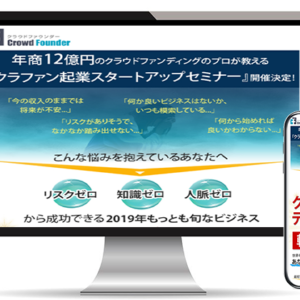 クラウドファウンダー
Crowd Founder
年商12億円のクラウドファンディングのプロが教える
クラファン起業スタートアップセミナー』開催決定!
「今の収入のままでは
将来が不安…」
「何か良いビジネスはないか、
いつも模索している…」
「リスクがありそうで、
なかなか踏み出せない…」
「何から始めれば
良いかわからない…」
こんな悩みを抱えているあなたへ
リスクゼロ
知識ゼロ
人脈ゼロ
から成功できる2019年もっとも旬なビジネス